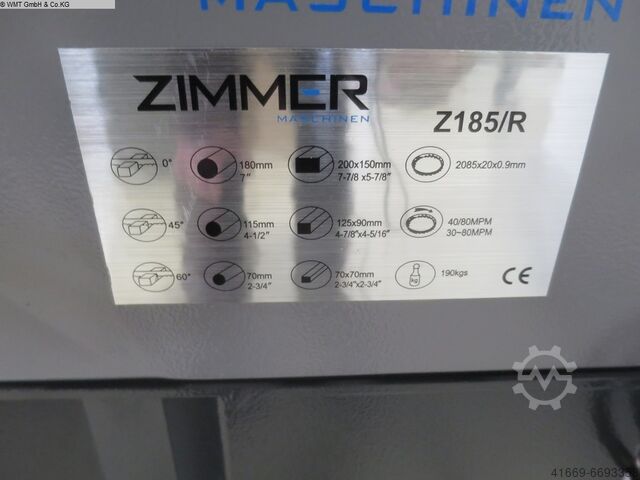 © WMT GmbH & Co.KG
MASCHINEN
ZIMMER
MASCHINEN
Z185/R
0° 180mm 200x150mm 2085x20x0.9mm
7" 7-7/8 x5-7/8"
45° 115mm 125x90mm 40/80MPM
4-1/2" 4-7/8"x4-5/16" 30~80MPM
60° 70mm 70x70mm kg 190kgs CE
2-3/4" 2-3/4"x2-3/4"